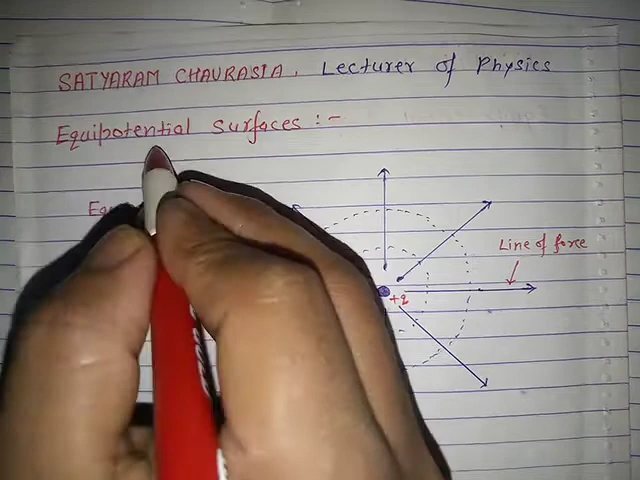 SATYARAM CHAURASIA, Lecturer of Physics
Equipotential Surfaces :-
Line of force
+q